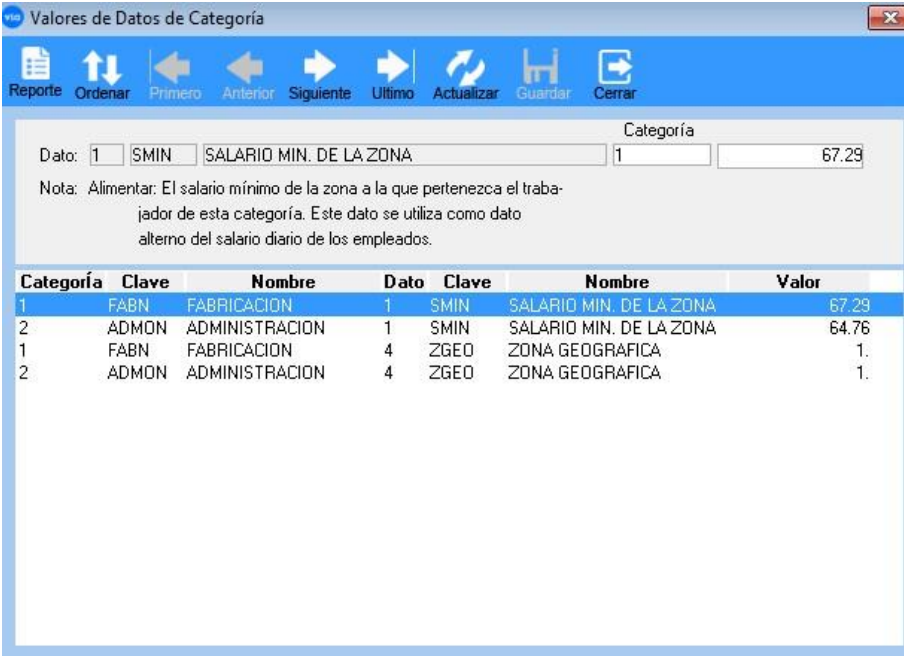 vio Valores de Datos de Categoría
Reporte Ordenar Primero Anterior Siguiente Ultimo Actualizar Guardar Cerrar
Categoría
Dato: 1 SMIN SALARIO MIN. DE LA ZONA 1 67.29
Nota: Alimentar: El salario mínimo de la zona a la que pertenezca el traba-
jador de esta categoría. Este dato se utiliza como dato
alterno del salario diario de los empleados.
Categoría Clave Nombre Dato Clave Nombre Valor
1 FABN FABRICACION 1 SMIN SALARIO MIN. DE LA ZONA 67.29
2 ADMON ADMINISTRACION 1 SMIN SALARIO MIN. DE LA ZONA 64.76
1 FABN FABRICACION 4 ZGEO ZONA GEOGRAFICA 1.
2 ADMON ADMINISTRACION 4 ZGEO ZONA GEOGRAFICA 1.